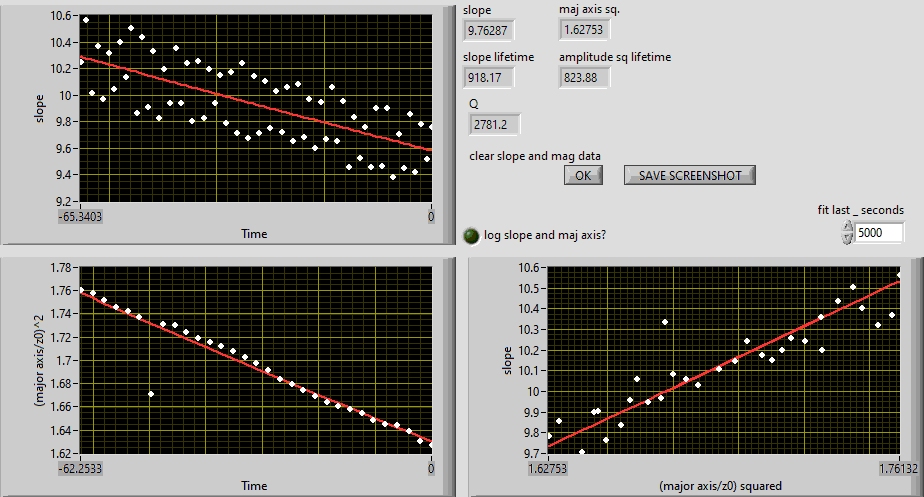 10.6
10.4
10.2
10
9.8
9.6
9.4
9.2
slope
-65.3403
0
Time
slope
maj axis sq.
9.76287
1.62753
slope lifetime
amplitude sq lifetime
918.17
823.88
Q
2781.2
clear slope and mag data
OK
SAVE SCREENSHOT
fit last _ seconds
log slope and maj axis?
5000
1.78
1.76
1.74
1.72
1.7
1.68
1.66
1.64
1.62
(major axis/z0)^2
-62.2533
0
Time
10.6
10.5
10.4
10.3
10.2
10.1
10
9.9
9.8
9.7
slope
1.62753
1.76132
(major axis/z0) squared